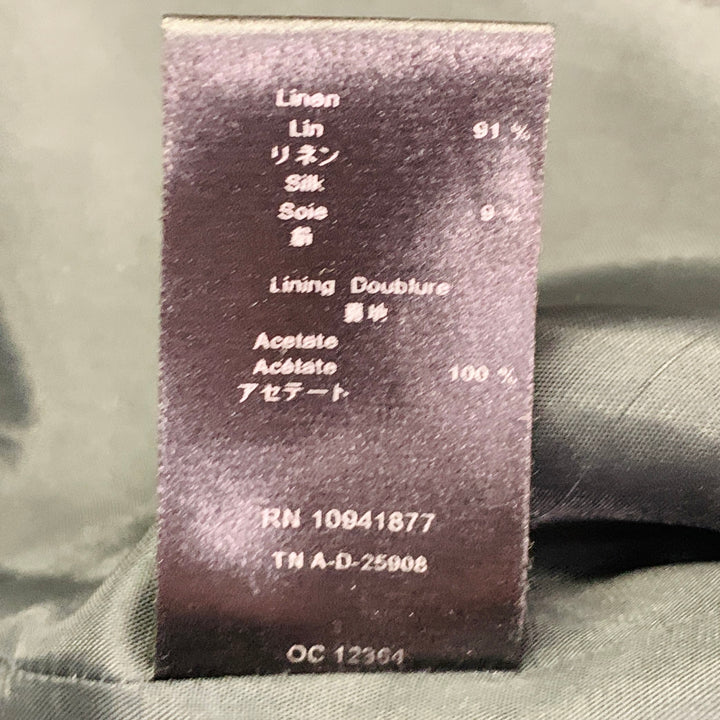 Linen
Lin 91 %
リネン
Silk
Soie 9 %
絹
Lining Doublure
裏地
Acetate
Acétate 100 %
アセテート
RN 10941877
TN A-D-25908
OC 12364